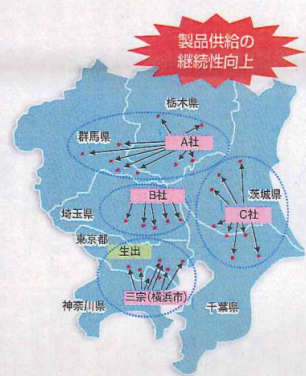 製品供給の
継続性向上
栃木県
群馬県
A社
茨城県
B社
C社
埼玉県
東京都
生出
神奈川県
三宗(横浜市)
千葉県